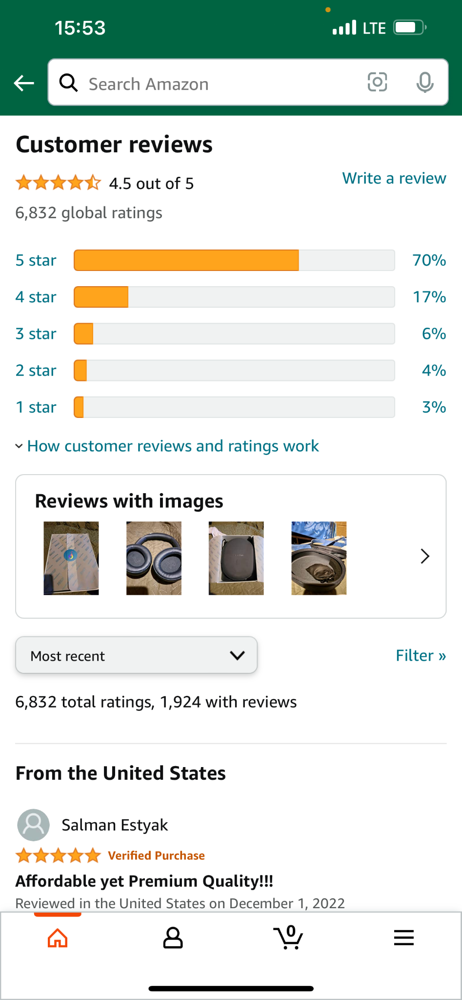 15:53
LTE
Search Amazon
Customer reviews
4.5 out of 5
Write a review
6,832 global ratings
5 star 70%
4 star 17%
3 star 6%
2 star 4%
1 star 3%
How customer reviews and ratings work
Reviews with images
Most recent
Filter »
6,832 total ratings, 1,924 with reviews
From the United States
Salman Estyak
Verified Purchase
Affordable yet Premium Quality!!!
Reviewed in the United States on December 1, 2022
0